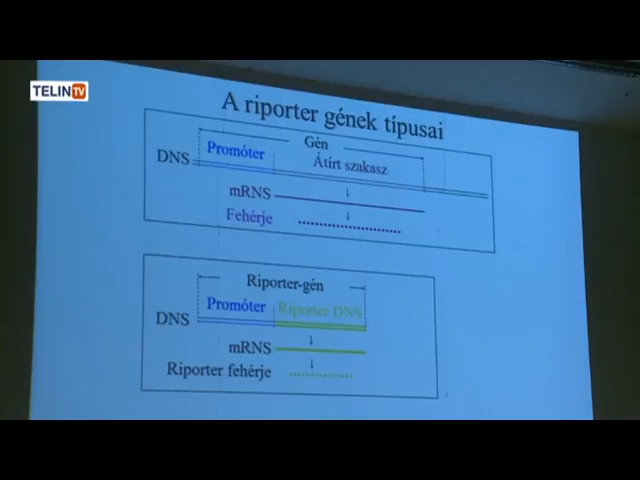 TELIN TV
A riporter gének típusai
Gén
DNS Promóter Átírt szakasz
mRNS
Fehérje
Riporter-gén
Promóter Riporter DNS
DNS
mRNS
Riporter fehérje